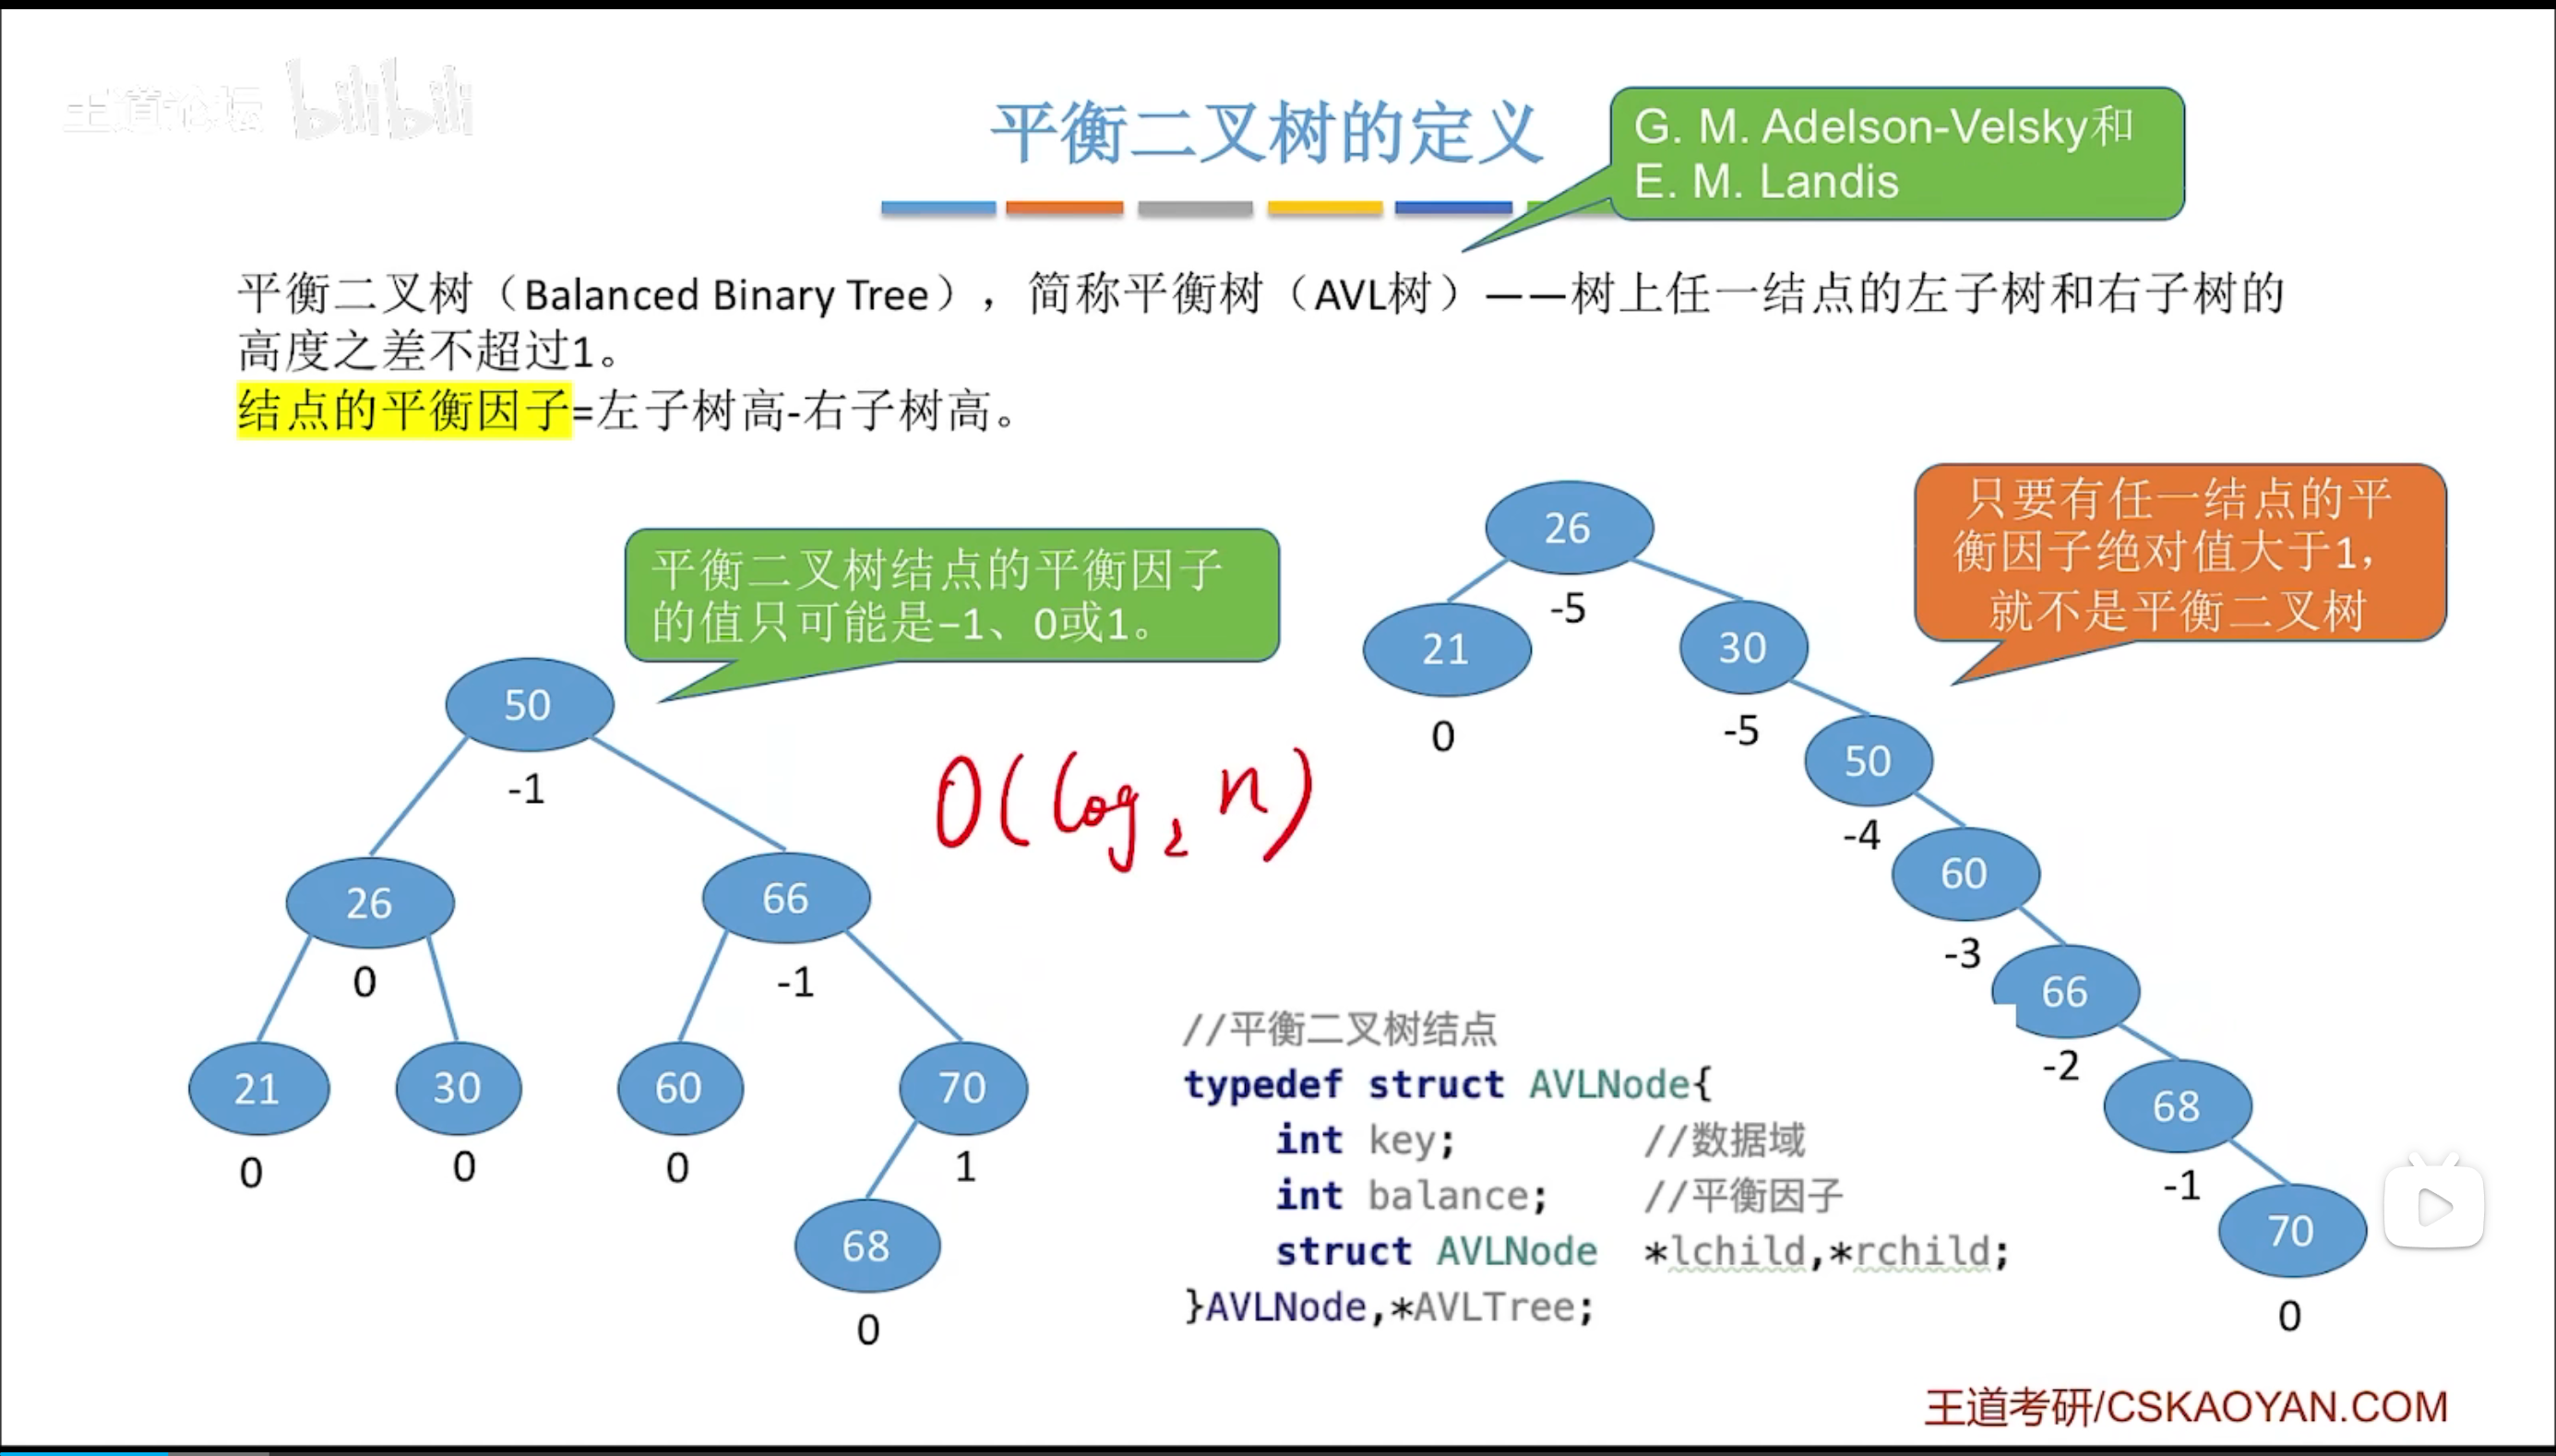 王道论坛 bilibili
平衡二叉树的定义
G. M. Adelson-Velsky和
E. M. Landis
平衡二叉树（Balanced Binary Tree），简称平衡树（AVL树）——树上任一结点的左子树和右子树的
高度之差不超过1。
结点的平衡因子=左子树高-右子树高。
平衡二叉树结点的平衡因子
的值只可能是−1、0或1。
50
-1
26
66
0
-1
21
30
60
70
0
0
0
1
68
0
O(log₂n)
26
-5
21
30
0
-5
50
-4
60
-3
66
-2
68
-1
70
0
只要有任一结点的平
衡因子绝对值大于1，
就不是平衡二叉树
//平衡二叉树结点
typedef struct AVLNode{
    int key;        //数据域
    int balance;    //平衡因子
    struct AVLNode  *lchild,*rchild;
}AVLNode,*AVLTree;
王道考研/CSKAOYAN.COM